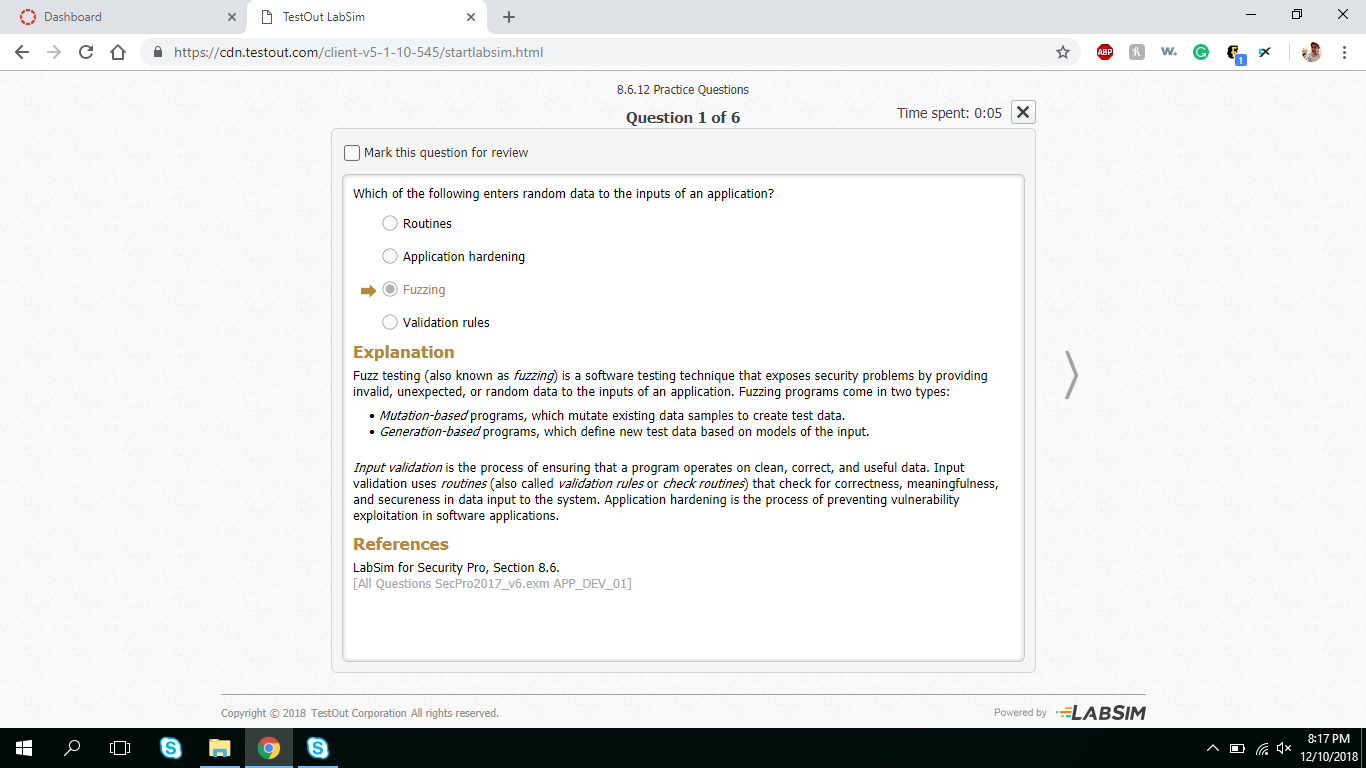 Dashboard
TestOut LabSim
https://cdn.testout.com/client-v5-1-10-545/startlabsim.html
ABP
w.
1
8.6.12 Practice Questions
Question 1 of 6
Time spent: 0:05
Mark this question for review
Which of the following enters random data to the inputs of an application?
Routines
Application hardening
Fuzzing
Validation rules
Explanation
Fuzz testing (also known as fuzzing) is a software testing technique that exposes security problems by providing
invalid, unexpected, or random data to the inputs of an application. Fuzzing programs come in two types:
• Mutation-based programs, which mutate existing data samples to create test data.
• Generation-based programs, which define new test data based on models of the input.
Input validation is the process of ensuring that a program operates on clean, correct, and useful data. Input
validation uses routines (also called validation rules or check routines) that check for correctness, meaningfulness,
and secureness in data input to the system. Application hardening is the process of preventing vulnerability
exploitation in software applications.
References
LabSim for Security Pro, Section 8.6.
[All Questions SecPro2017_v6.exm APP_DEV_01]
Copyright © 2018 TestOut Corporation All rights reserved.
Powered by LABSIM
8:17 PM
12/10/2018